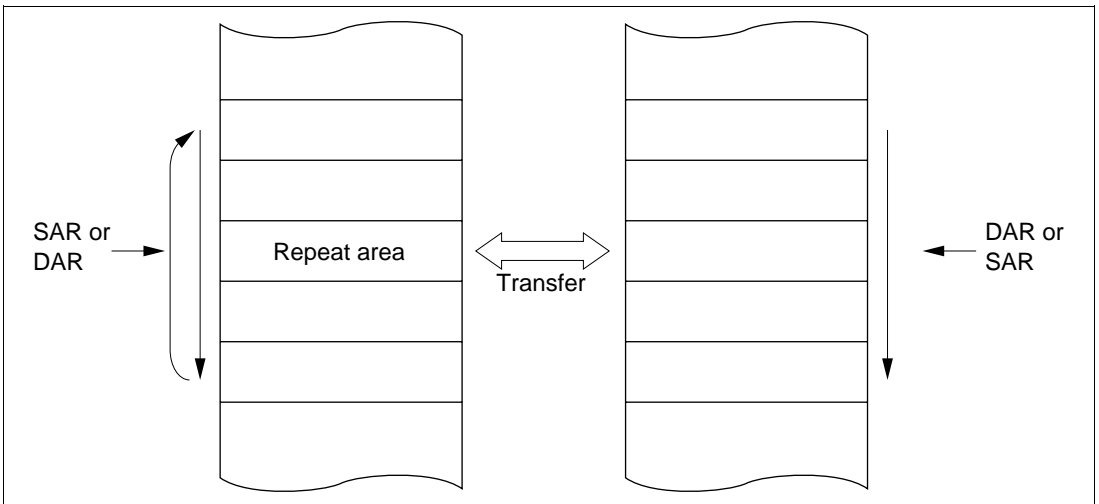 SAR or
DAR
Repeat area
Transfer
DAR or
SAR